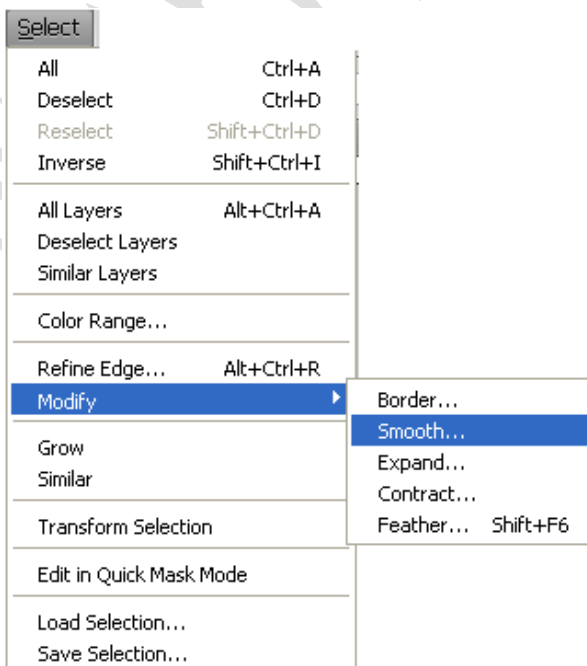 Select
All Ctrl+A
Deselect Ctrl+D
Reselect Shift+Ctrl+D
Inverse Shift+Ctrl+I
All Layers Alt+Ctrl+A
Deselect Layers
Similar Layers
Color Range...
Refine Edge... Alt+Ctrl+R
Modify
Grow
Similar
Transform Selection
Edit in Quick Mask Mode
Load Selection...
Save Selection...
Border...
Smooth...
Expand...
Contract...
Feather... Shift+F6